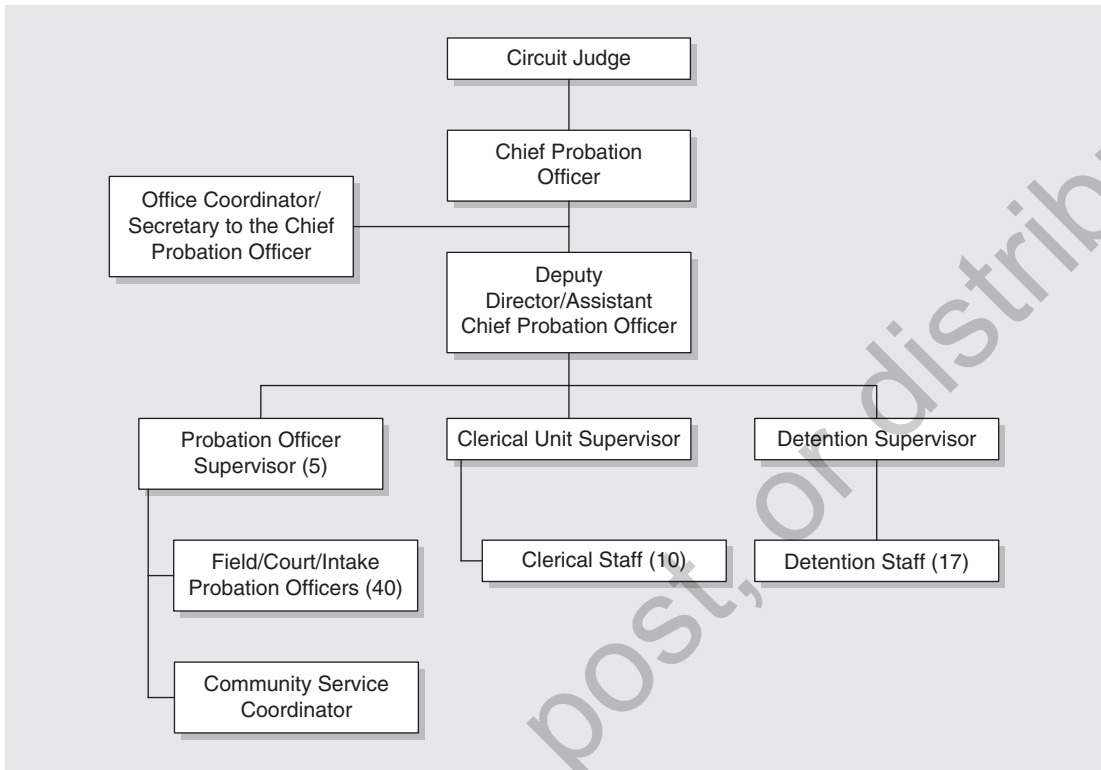 Circuit Judge
Chief Probation
Officer
Office Coordinator/
Secretary to the Chief
Probation Officer
Deputy
Director/Assistant
Chief Probation Officer
Probation Officer
Supervisor (5)
Clerical Unit Supervisor
Detention Supervisor
Field/Court/Intake
Probation Officers (40)
Clerical Staff (10)
Detention Staff (17)
Community Service
Coordinator
post, or